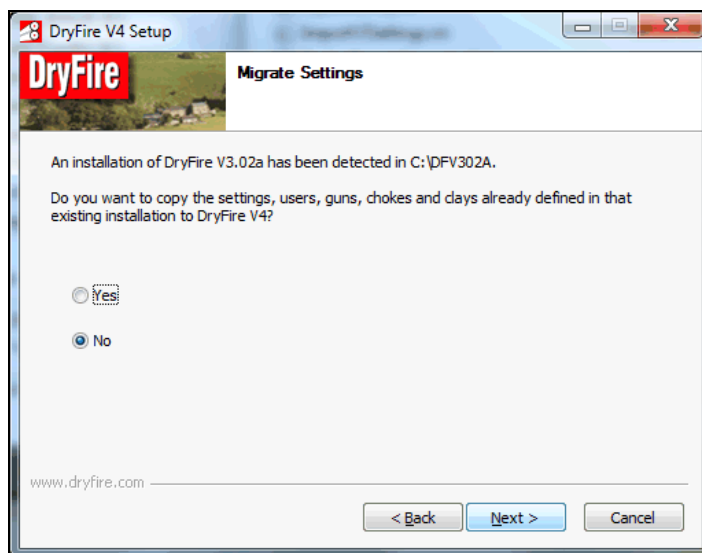 DryFire V4 Setup
DryFire
Migrate Settings
An installation of DryFire V3.02a has been detected in C:\DFV302A.
Do you want to copy the settings, users, guns, chokes and clays already defined in that
existing installation to DryFire V4?
Yes
No
www.dryfire.com
< Back
Next >
Cancel